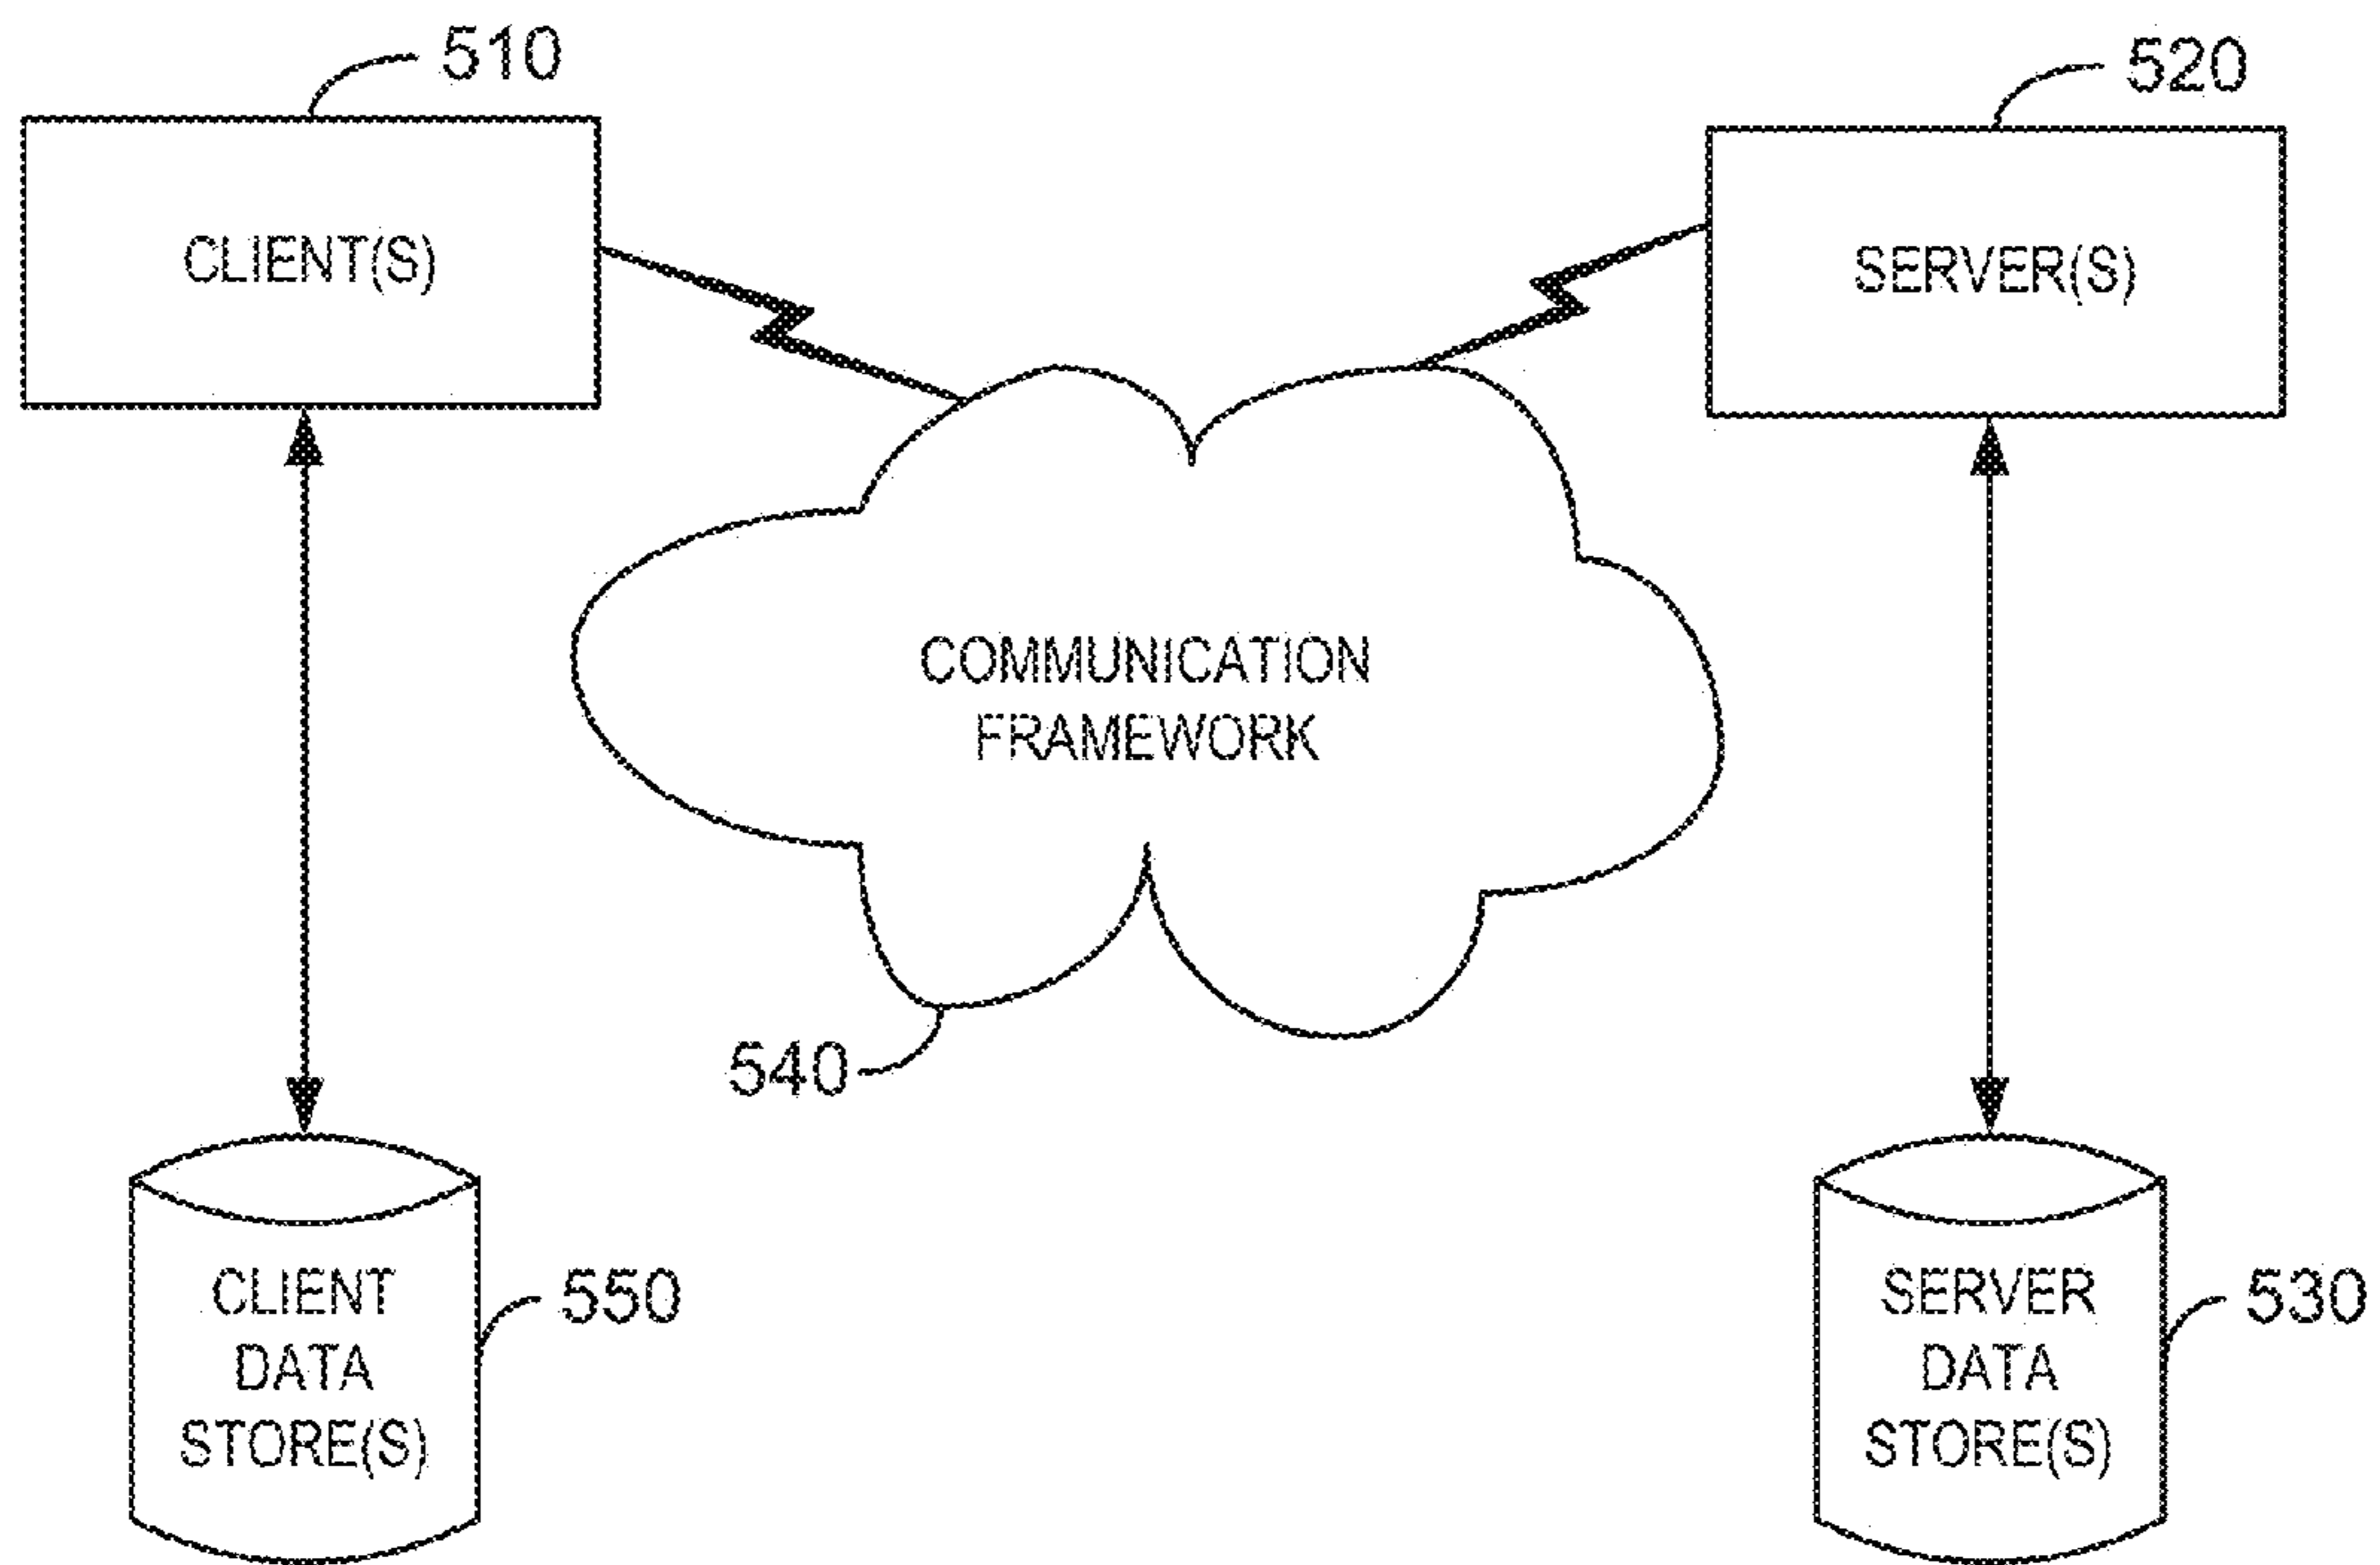 510
520
CLIENT(S)
SERVER(S)
COMMUNICATION
FRAMEWORK
540
CLIENT
DATA
STORE(S)
550
SERVER
DATA
STORE(S)
530